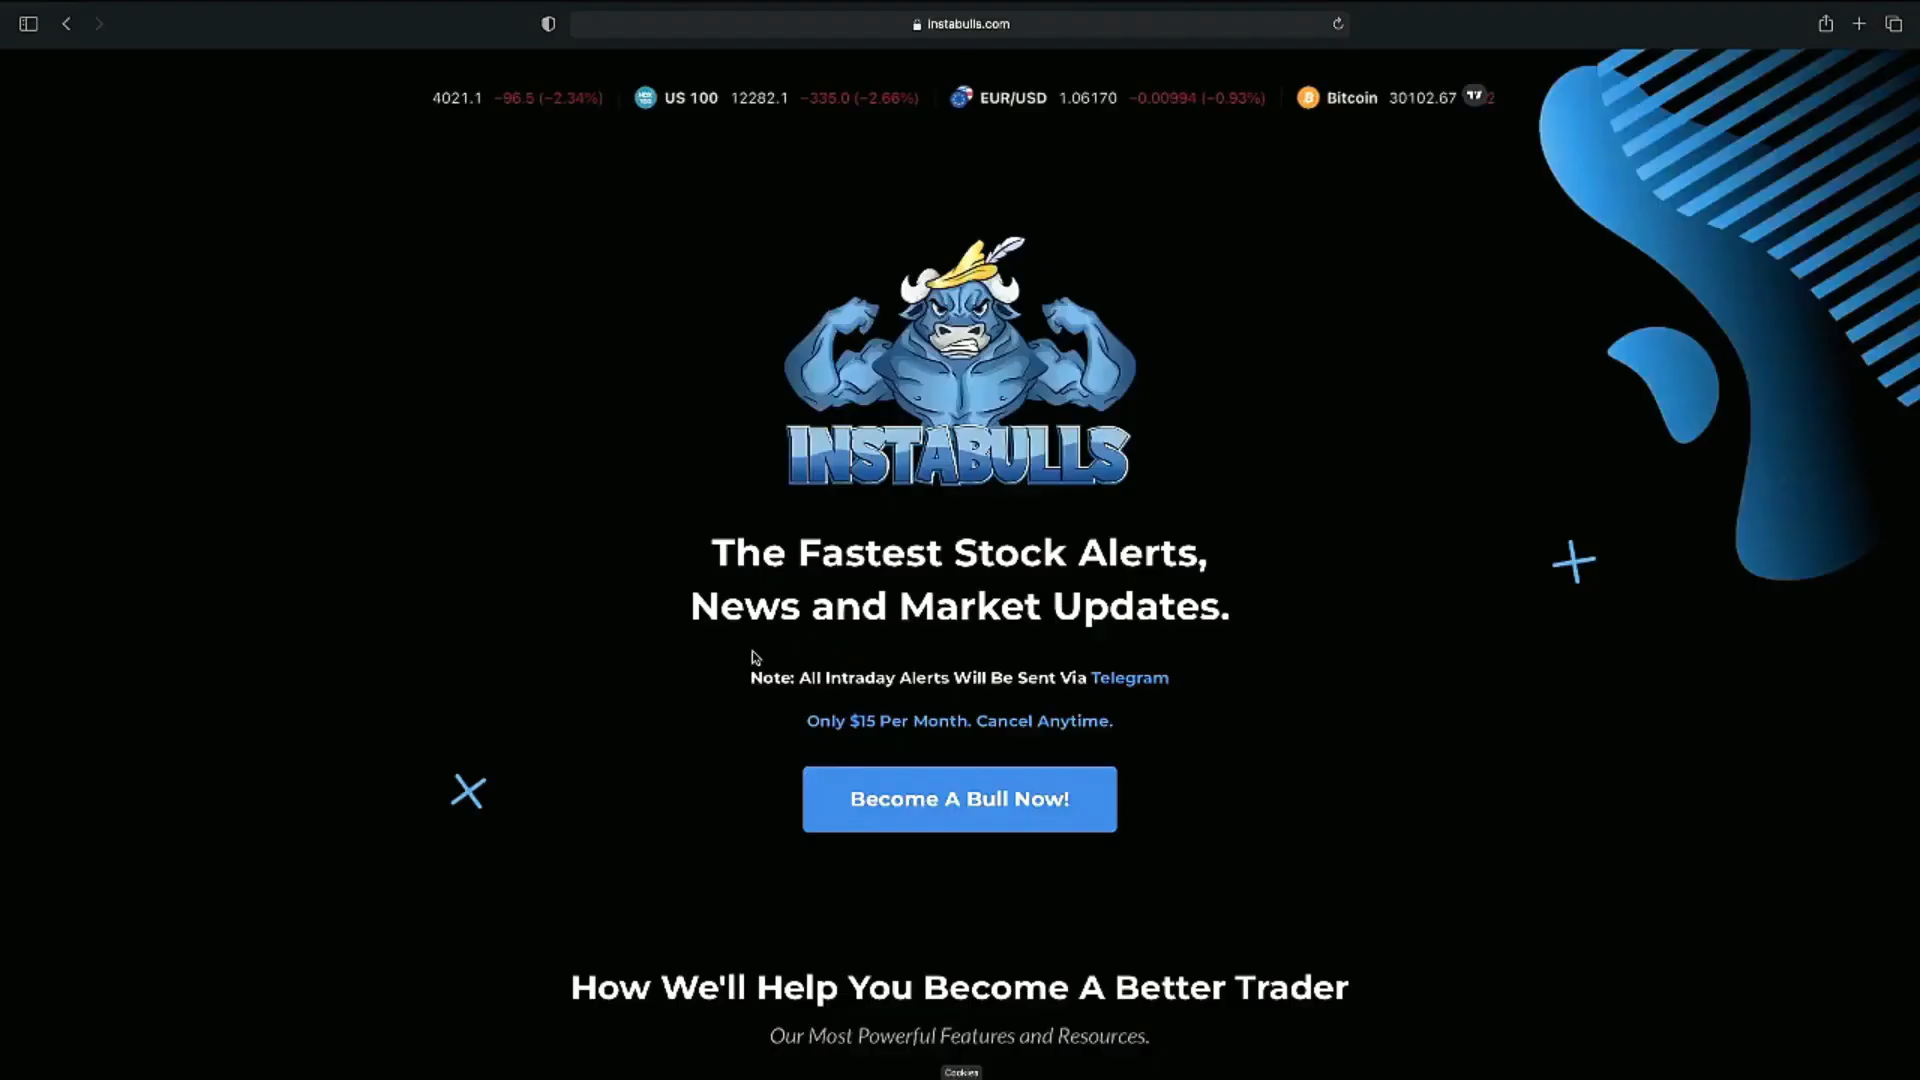 instabulls.com
4021.1 −96.5 (−2.34%) US 100 12282.1 −335.0 (−2.66%) EUR/USD 1.06170 −0.00994 (−0.93%) Bitcoin 30102.67
INSTABULLS
The Fastest Stock Alerts,
News and Market Updates.
Note: All Intraday Alerts Will Be Sent Via Telegram
Only $15 Per Month. Cancel Anytime.
Become A Bull Now!
How We'll Help You Become A Better Trader
Our Most Powerful Features and Resources.
Cookies